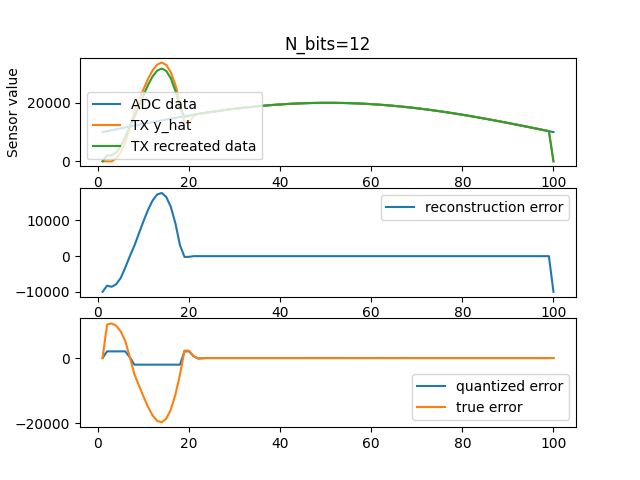 N_bits=12
Sensor value
20000
0
ADC data
TX y_hat
TX recreated data
0 20 40 60 80 100
10000
0
−10000
reconstruction error
0 20 40 60 80 100
0
−20000
quantized error
true error
0 20 40 60 80 100